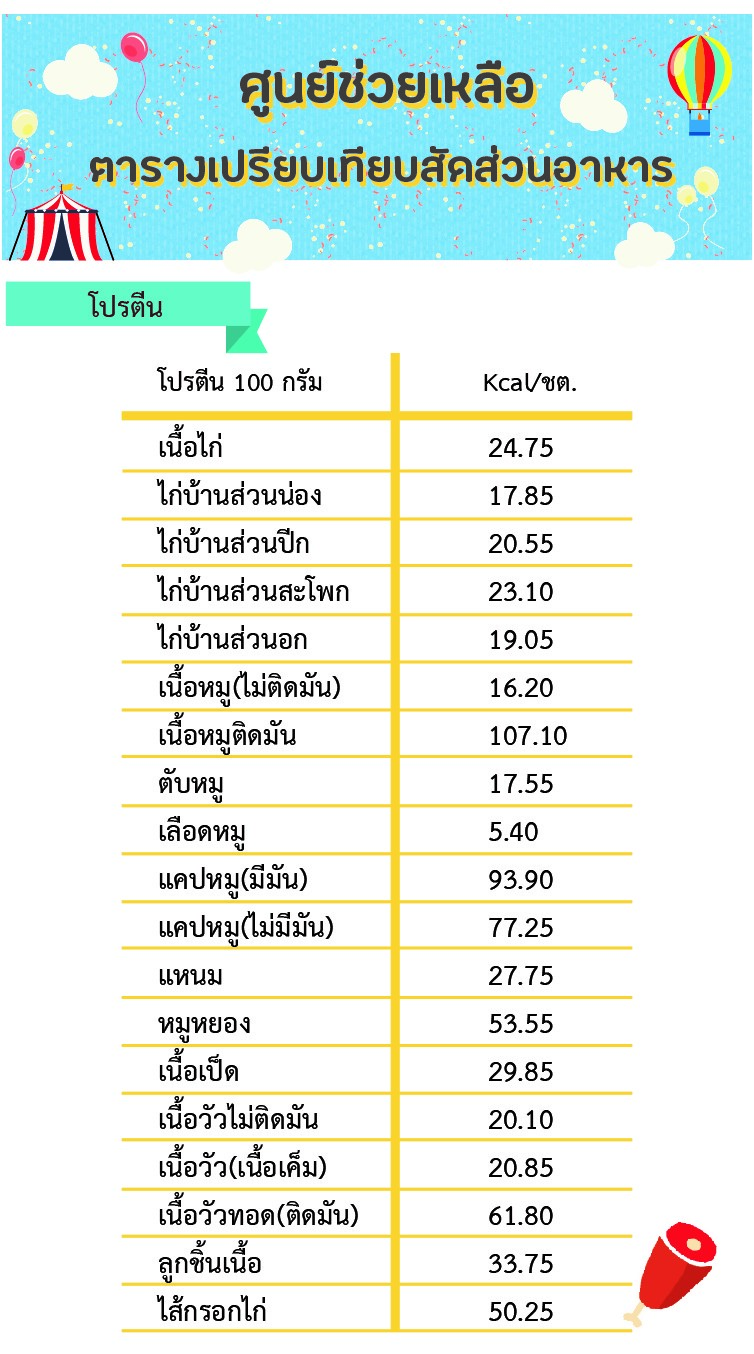 ศูนย์ช่วยเหลือ
ตารางเปรียบเทียบสัดส่วนอาหาร
โปรตีน
โปรตีน 100 กรัม Kcal/ชต.
เนื้อไก่ 24.75
ไก่บ้านส่วนน่อง 17.85
ไก่บ้านส่วนปีก 20.55
ไก่บ้านส่วนสะโพก 23.10
ไก่บ้านส่วนอก 19.05
เนื้อหมู(ไม่ติดมัน) 16.20
เนื้อหมูติดมัน 107.10
ตับหมู 17.55
เลือดหมู 5.40
แคปหมู(มีมัน) 93.90
แคปหมู(ไม่มีมัน) 77.25
แหนม 27.75
หมูหยอง 53.55
เนื้อเป็ด 29.85
เนื้อวัวไม่ติดมัน 20.10
เนื้อวัว(เนื้อเค็ม) 20.85
เนื้อวัวทอด(ติดมัน) 61.80
ลูกชิ้นเนื้อ 33.75
ไส้กรอกไก่ 50.25